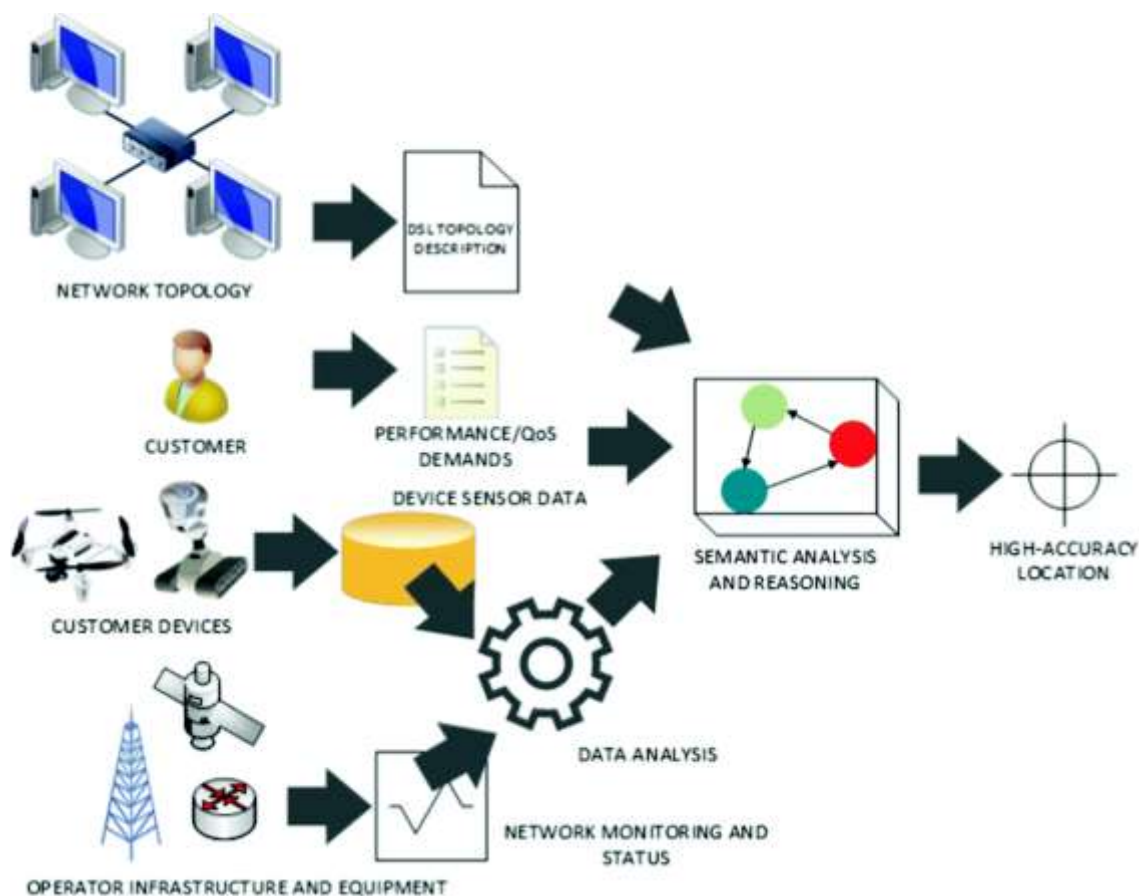 DSL TOPOLOGY
DESCRIPTION
NETWORK TOPOLOGY
CUSTOMER
PERFORMANCE/QoS
DEMANDS
DEVICE SENSOR DATA
CUSTOMER DEVICES
SEMANTIC ANALYSIS
AND REASONING
HIGH-ACCURACY
LOCATION
DATA ANALYSIS
NETWORK MONITORING AND
STATUS
OPERATOR INFRASTRUCTURE AND EQUIPMENT